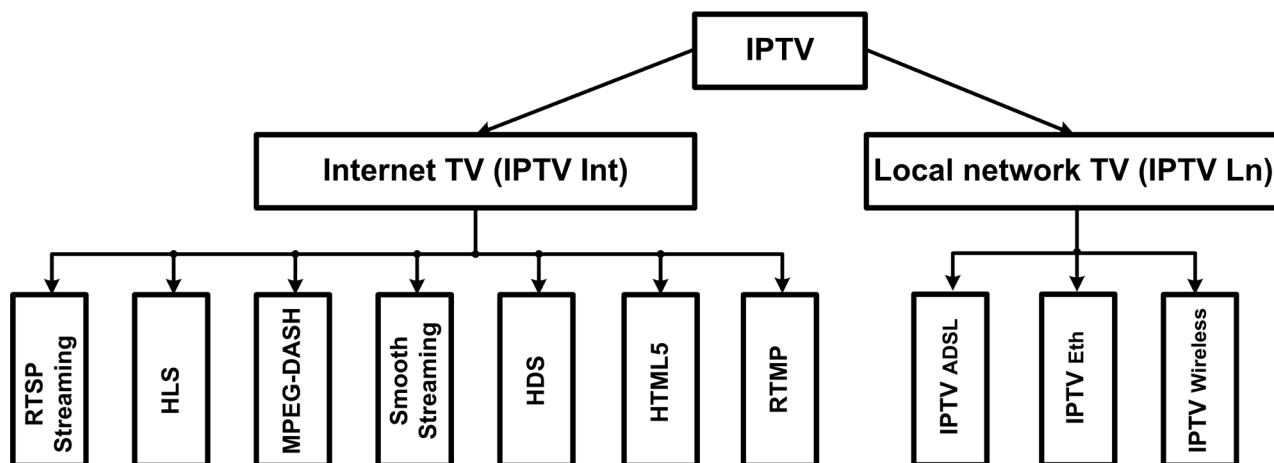 IPTV
Internet TV (IPTV Int)
Local network TV (IPTV Ln)
RTSP
Streaming
HLS
MPEG-DASH
Smooth
Streaming
HDS
HTML5
RTMP
IPTV ADSL
IPTV Eth
IPTV Wireless